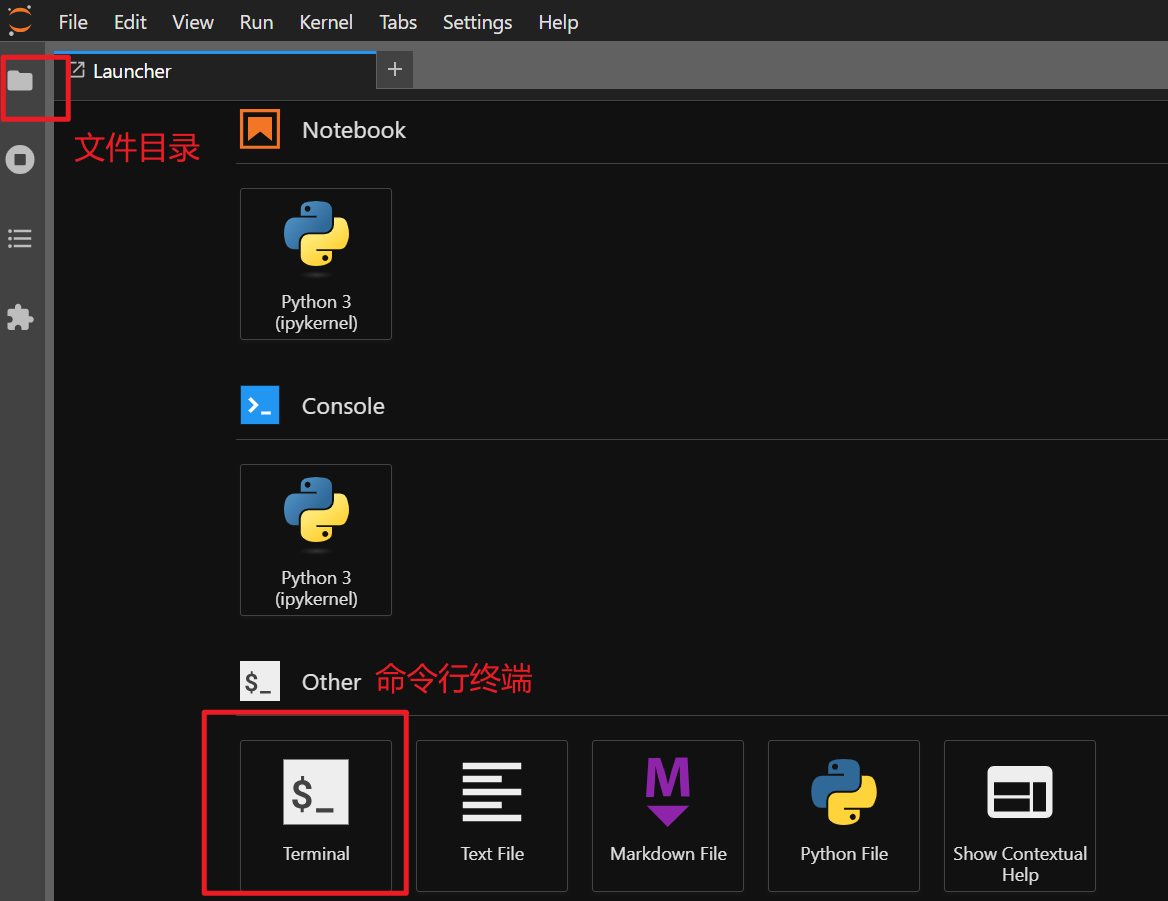 File Edit View Run Kernel Tabs Settings Help
Launcher
文件目录
Notebook
Python 3
(ipykernel)
Console
Python 3
(ipykernel)
$_ Other 命令行终端
$_
Terminal
Text File
M
Markdown File
Python File
Show Contextual
Help